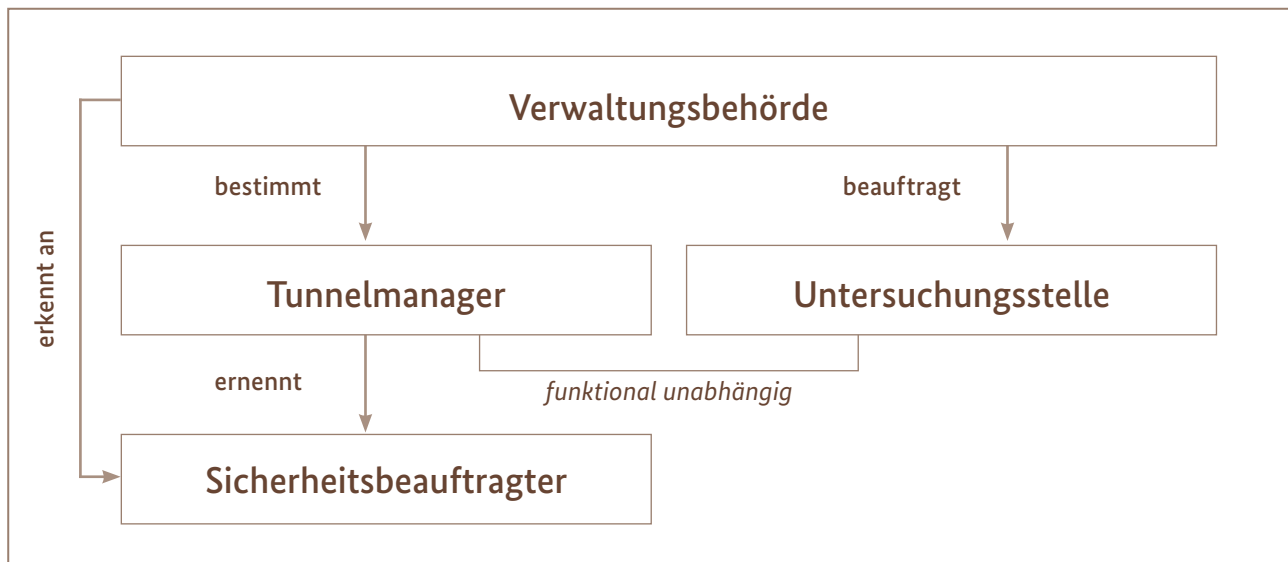 Verwaltungsbehörde
bestimmt
beauftragt
erkennt an
Tunnelmanager
Untersuchungsstelle
ernennt
funktional unabhängig
Sicherheitsbeauftragter